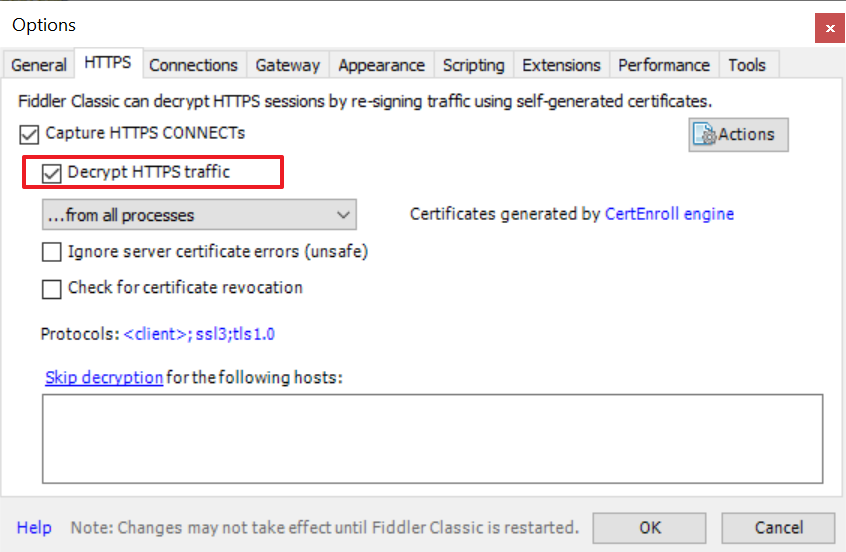 Options
x
General HTTPS Connections Gateway Appearance Scripting Extensions Performance Tools
Fiddler Classic can decrypt HTTPS sessions by re-signing traffic using self-generated certificates.
Capture HTTPS CONNECTs
Actions
Decrypt HTTPS traffic
...from all processes
Certificates generated by CertEnroll engine
Ignore server certificate errors (unsafe)
Check for certificate revocation
Protocols: <client>; ssl3;tls1.0
Skip decryption for the following hosts:
Help Note: Changes may not take effect until Fiddler Classic is restarted. OK Cancel